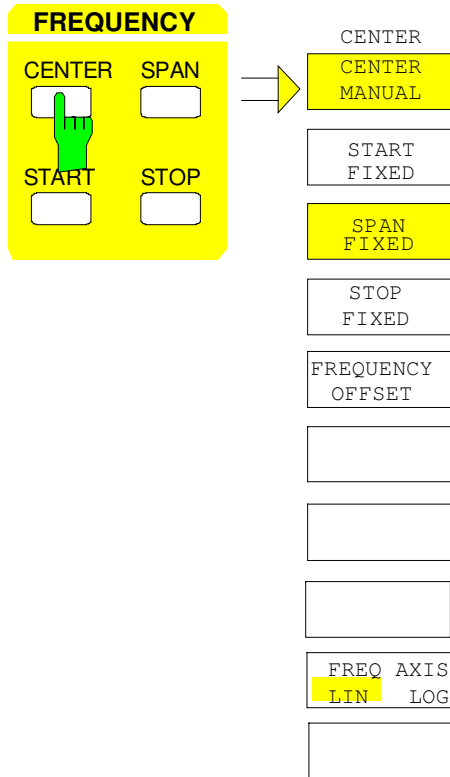 FREQUENCY
CENTER SPAN
START STOP
CENTER
CENTER
MANUAL
START
FIXED
SPAN
FIXED
STOP
FIXED
FREQUENCY
OFFSET
FREQ AXIS
LIN LOG